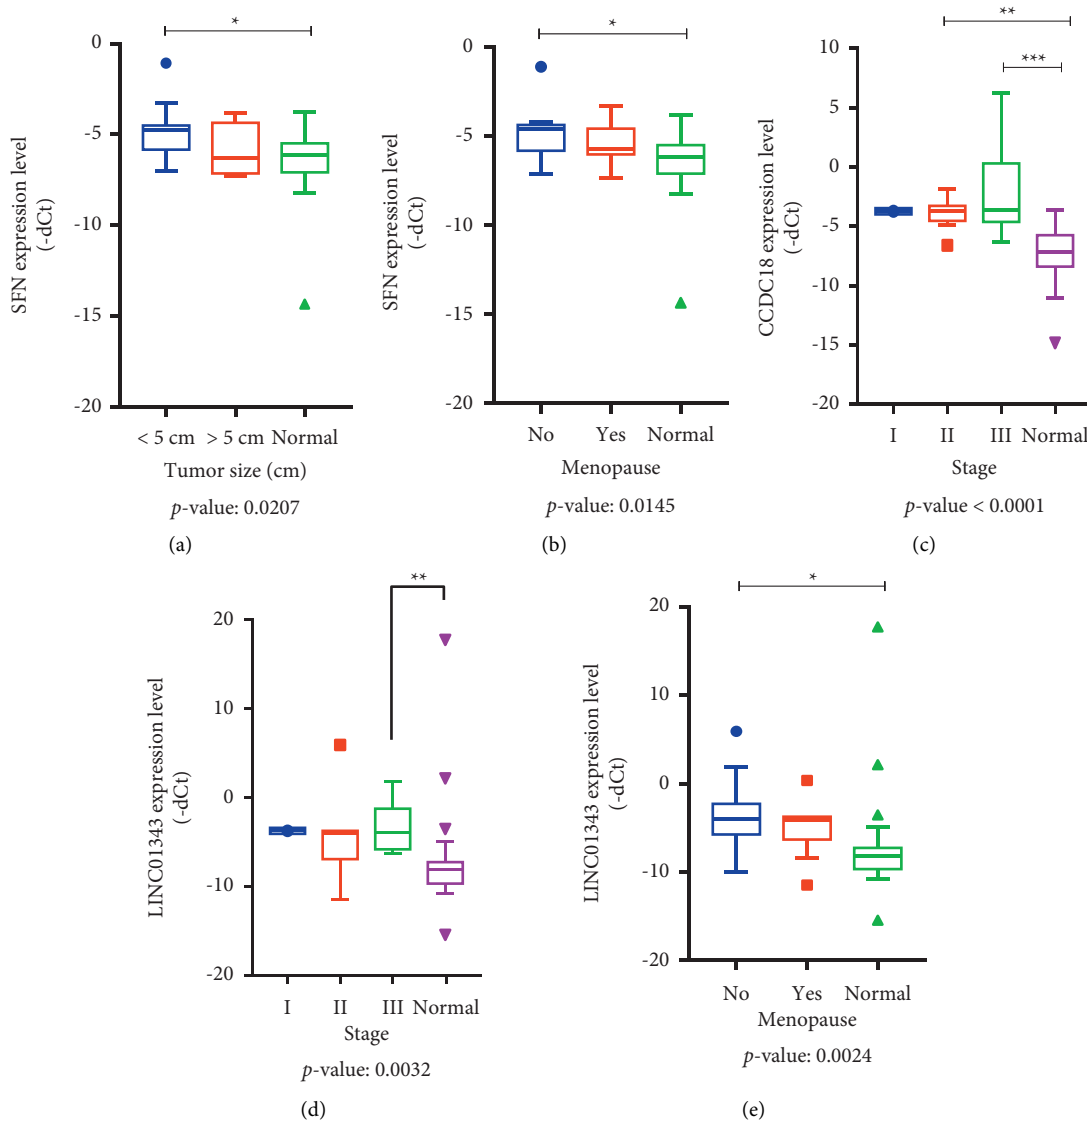 *
0
-5
-10
-15
-20
SFN expression level
(-dCt)
< 5 cm > 5 cm Normal
Tumor size (cm)
p-value: 0.0207
(a)
*
0
-5
-10
-15
-20
SFN expression level
(-dCt)
No Yes Normal
Menopause
p-value: 0.0145
(b)
**
***
10
5
0
-5
-10
-15
-20
CCDC18 expression level
(-dCt)
I II III Normal
Stage
p-value < 0.0001
(c)
**
20
10
0
-10
-20
LINC01343 expression level
(-dCt)
I II III Normal
Stage
p-value: 0.0032
(d)
*
20
10
0
-10
-20
LINC01343 expression level
(-dCt)
No Yes Normal
Menopause
p-value: 0.0024
(e)